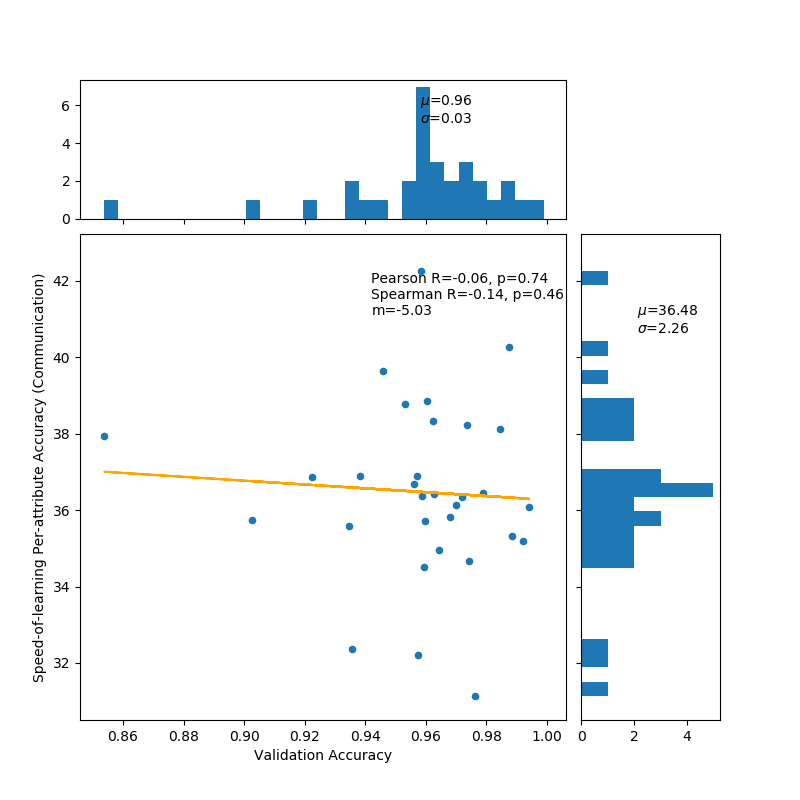 6
4
2
0
μ=0.96
σ=0.03
Speed-of-learning Per-attribute Accuracy (Communication)
42
40
38
36
34
32
Pearson R=-0.06, p=0.74
Spearman R=-0.14, p=0.46
m=-5.03
μ=36.48
σ=2.26
0.86 0.88 0.90 0.92 0.94 0.96 0.98 1.00
0 2 4
Validation Accuracy